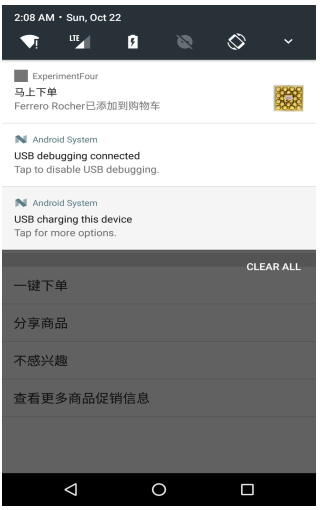 2:08 AM • Sun, Oct 22
LTE
ExperimentFour
马上下单
Ferrero Rocher已添加到购物车
Android System
USB debugging connected
Tap to disable USB debugging.
Android System
USB charging this device
Tap for more options.
CLEAR ALL
一键下单
分享商品
不感兴趣
查看更多商品促销信息